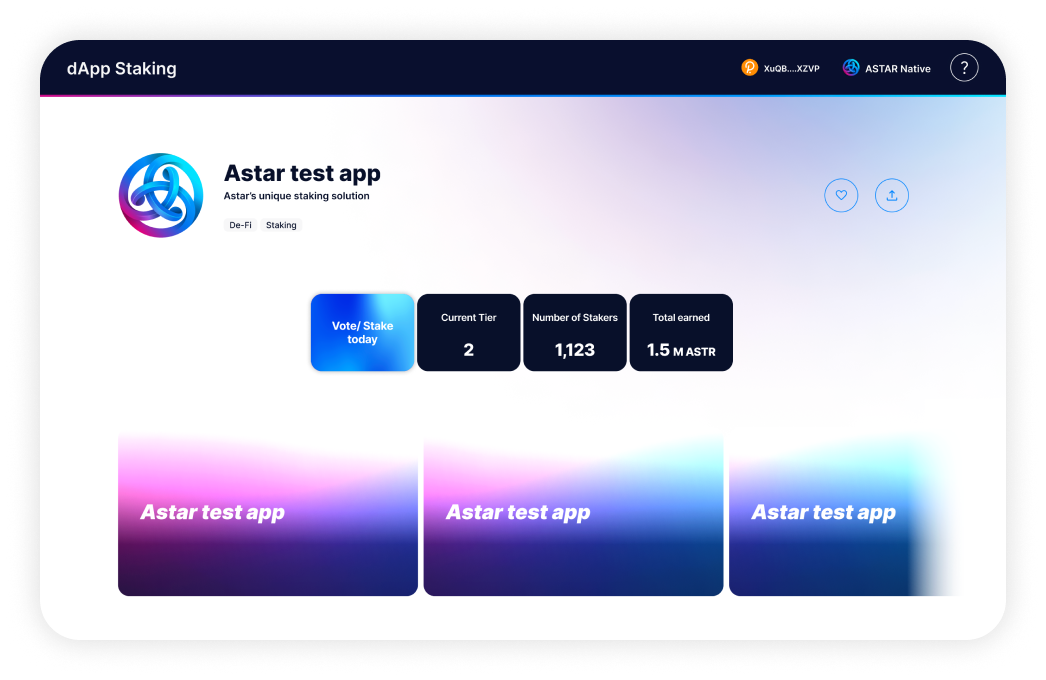 dApp Staking
XuQB....XZVP
ASTAR Native
?
Astar test app
Astar’s unique staking solution
De-Fi
Staking
Vote/ Stake
today
Current Tier
2
Number of Stakers
1,123
Total earned
1.5 M ASTR
Astar test app
Astar test app
Astar test app